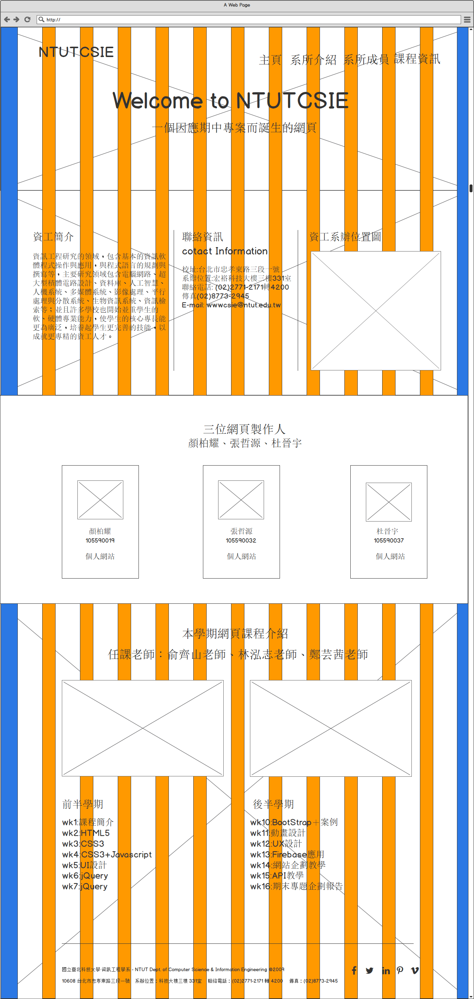 A Web Page
http://
NTUTCSIE
主頁 系所介紹 系所成員 課程資訊
Welcome to NTUTCSIE
一個因應期中專案而誕生的網頁
資工簡介
資訊工程研究的領域，包含基本的資訊軟
體程式操作與應用，與程式語言的規劃與
撰寫等，主要研究領域包含電腦網路、超
大型積體電路設計、資料庫、人工智慧、
人機系統、多媒體系統、影像處理、平行
處理與分散系統、生物資訊系統、資訊檢
索等；並且許多學校也開始並重學生的
軟、硬體專業能力，使學生的核心專長能
更為廣泛，培養起學生更完善的技能，以
成就更專精的資工人才。
聯絡資訊
cotact Information
校址:台北市忠孝東路三段一號
系辦位置:宏裕科技大樓三樓331室
聯絡電話: (02)2771-2171轉4200
傳真(02)8773-2945
E-mail: wwwcsie@ntut.edu.tw
資工系辦位置圖
三位網頁製作人
顏柏耀、張哲源、杜晉宇
顏柏耀
105590019
個人網站
張哲源
105590032
個人網站
杜晉宇
105590037
個人網站
本學期網頁課程介紹
任課老師：俞齊山老師、林泓志老師、鄭芸茜老師
前半學期
wk1:課程簡介
wk2:HTML5
wk3:CSS3
wk4:CSS3+Javascript
wk5:UI設計
wk6:jQuery
wk7:jQuery
後半學期
wk10:BootStrap＋案例
wk11:動畫設計
wk12:UX設計
wk13:Firebase應用
wk14:網站企劃教學
wk15:API教學
wk16:期末專題企劃報告
國立臺北科技大學‧資訊工程學系 - NTUT Dept. of Computer Science & Information Engineering ©2009
10608 台北市忠孝東路三段一號 系辦位置：科技大樓三樓 331室 聯絡電話：(02)2771-2171 轉 4200 傳真：(02)8773-2945